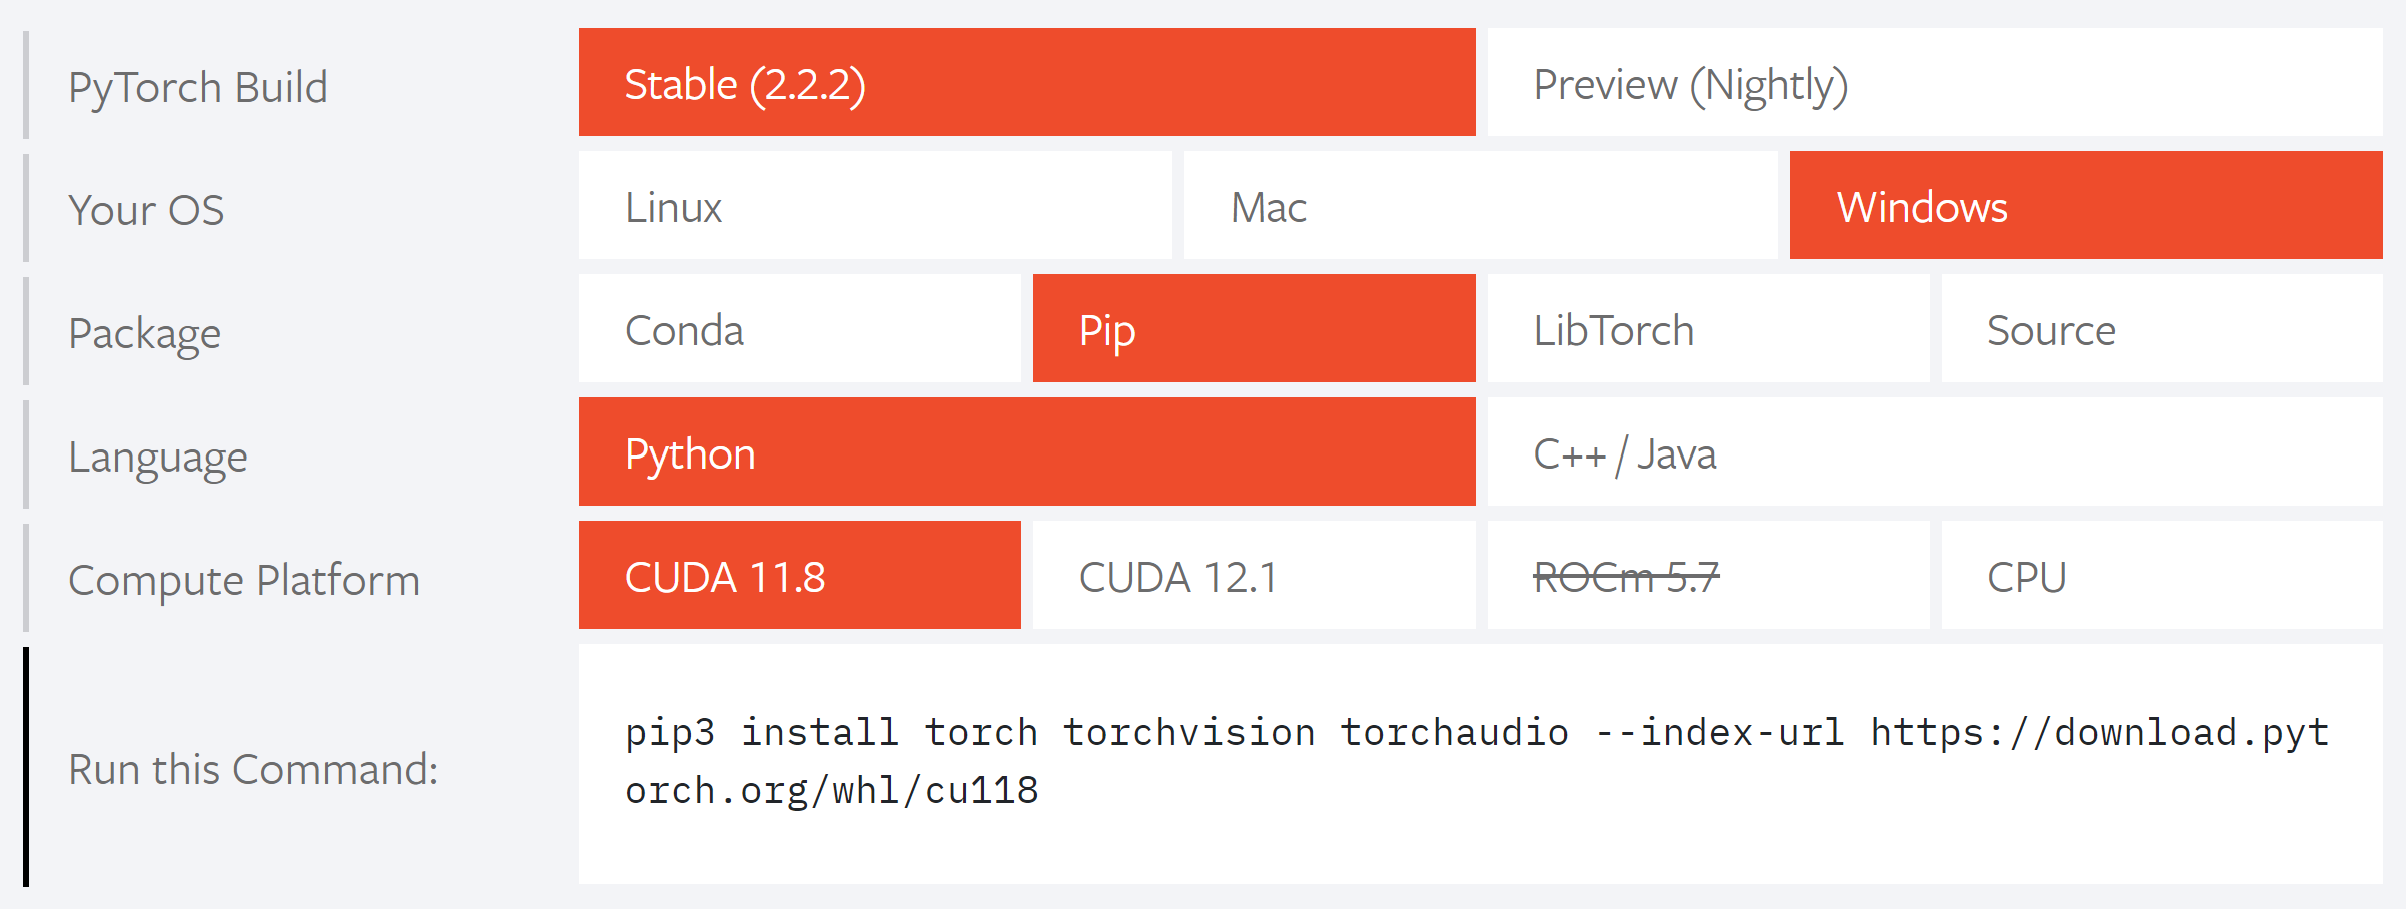 PyTorch Build
Stable (2.2.2)
Preview (Nightly)
Your OS
Linux
Mac
Windows
Package
Conda
Pip
LibTorch
Source
Language
Python
C++ / Java
Compute Platform
CUDA 11.8
CUDA 12.1
ROCm 5.7
CPU
Run this Command:
pip3 install torch torchvision torchaudio --index-url https://download.pyt
orch.org/whl/cu118